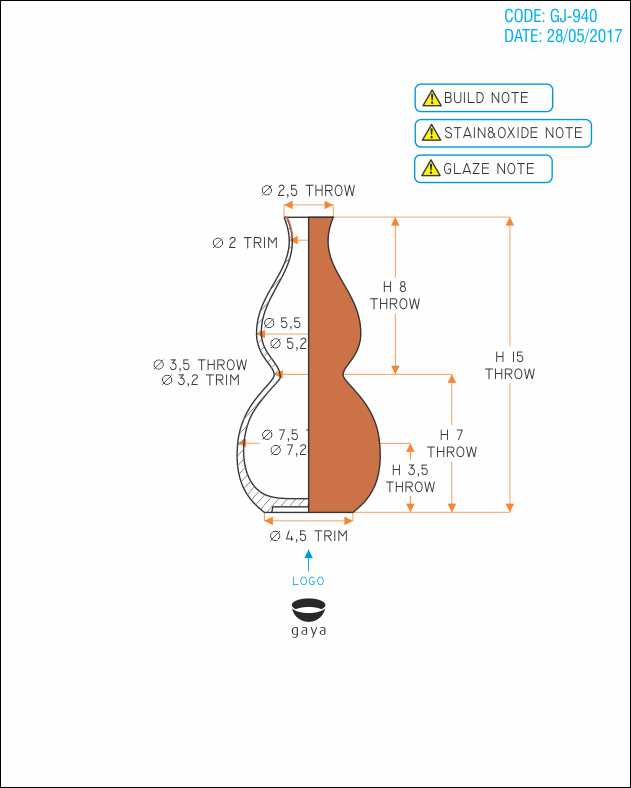 CODE: GJ-940
DATE: 28/05/2017
BUILD NOTE
STAIN&OXIDE NOTE
GLAZE NOTE
Ø 2,5 THROW
Ø 2 TRIM
H 8
THROW
Ø 5,5
Ø 5,2
H 15
THROW
Ø 3,5 THROW
Ø 3,2 TRIM
Ø 7,5
Ø 7,2
H 7
THROW
H 3,5
THROW
Ø 4,5 TRIM
LOGO
gaya